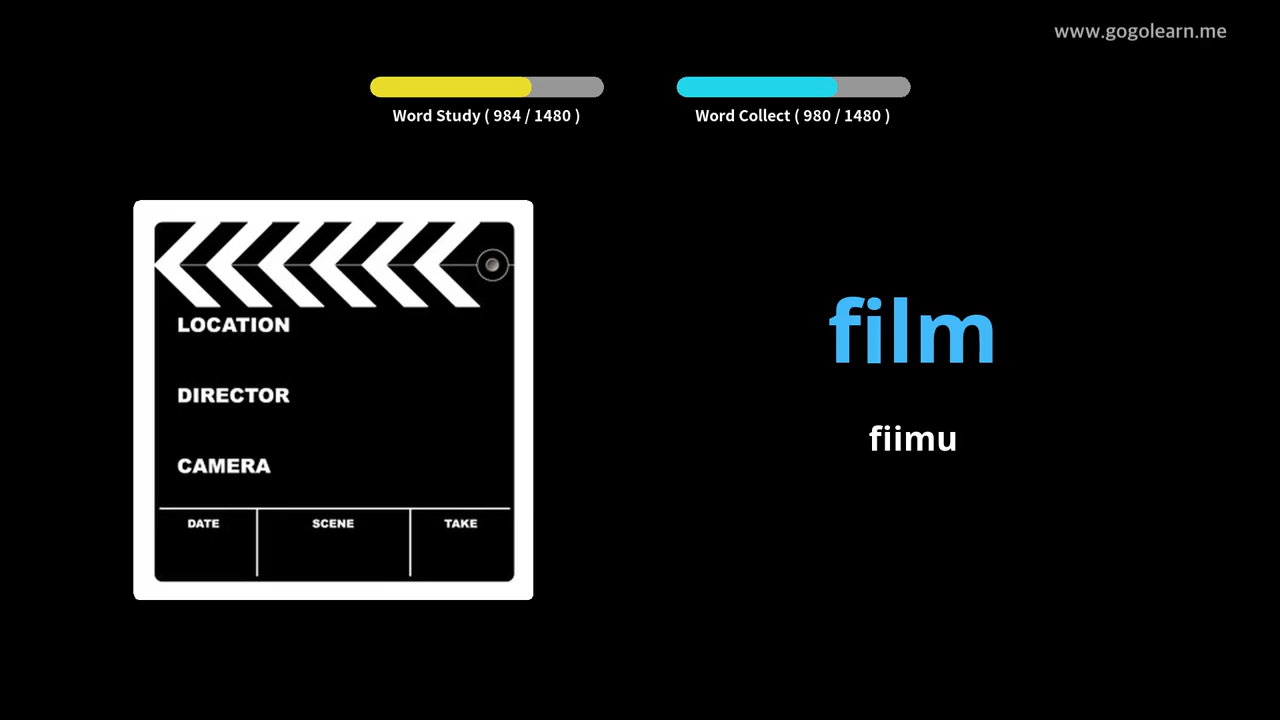 www.gogolearn.me
Word Study ( 984 / 1480 )
Word Collect ( 980 / 1480 )
LOCATION
DIRECTOR
CAMERA
DATE
SCENE
TAKE
film
fiimu